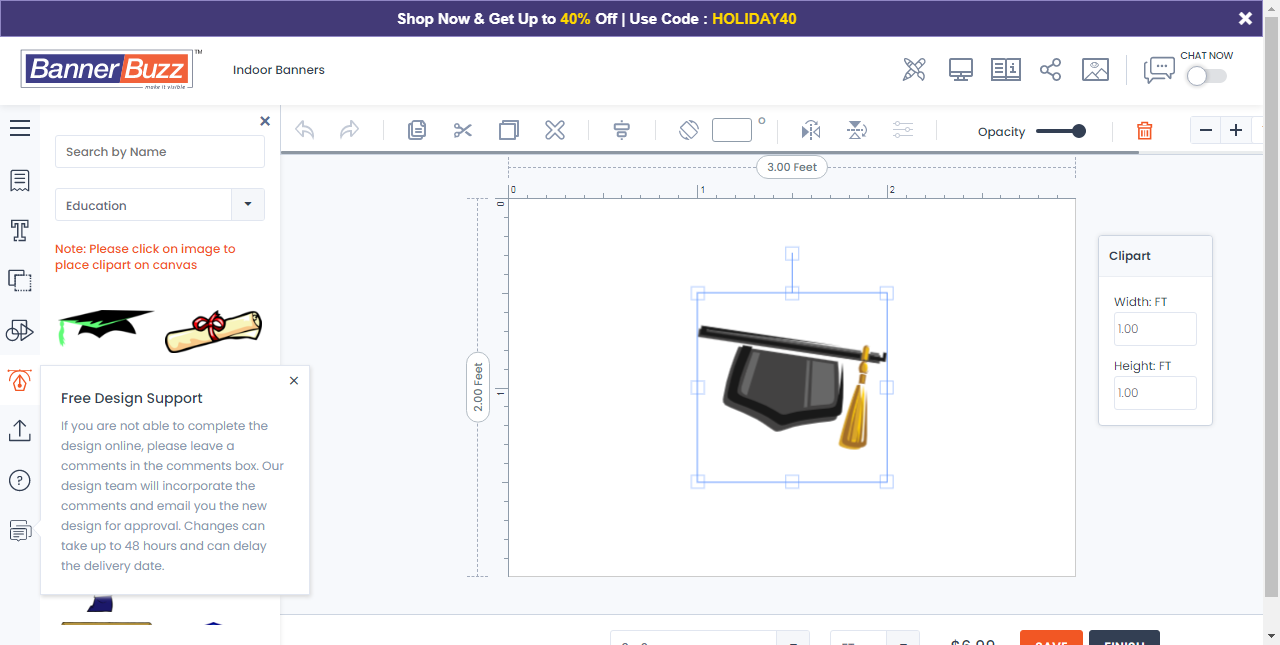 Shop Now & Get Up to 40% Off | Use Code : HOLIDAY40
BannerBuzz
TM
make it visible
Indoor Banners
CHAT NOW
Search by Name
Education
Note: Please click on image to
place clipart on canvas
Opacity
3.00 Feet
0
1
2
0
2.00 Feet
1
Clipart
Width: FT
1.00
Height: FT
1.00
Free Design Support
If you are not able to complete the
design online, please leave a
comments in the comments box. Our
design team will incorporate the
comments and email you the new
design for approval. Changes can
take up to 48 hours and can delay
the delivery date.
SAVE
FINISH